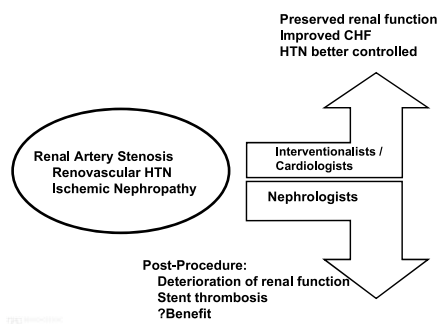 Preserved renal function
Improved CHF
HTN better controlled
Renal Artery Stenosis
Renovascular HTN
Ischemic Nephropathy
Interventionalists /
Cardiologists
Nephrologists
Post-Procedure:
Deterioration of renal function
Stent thrombosis
?Benefit